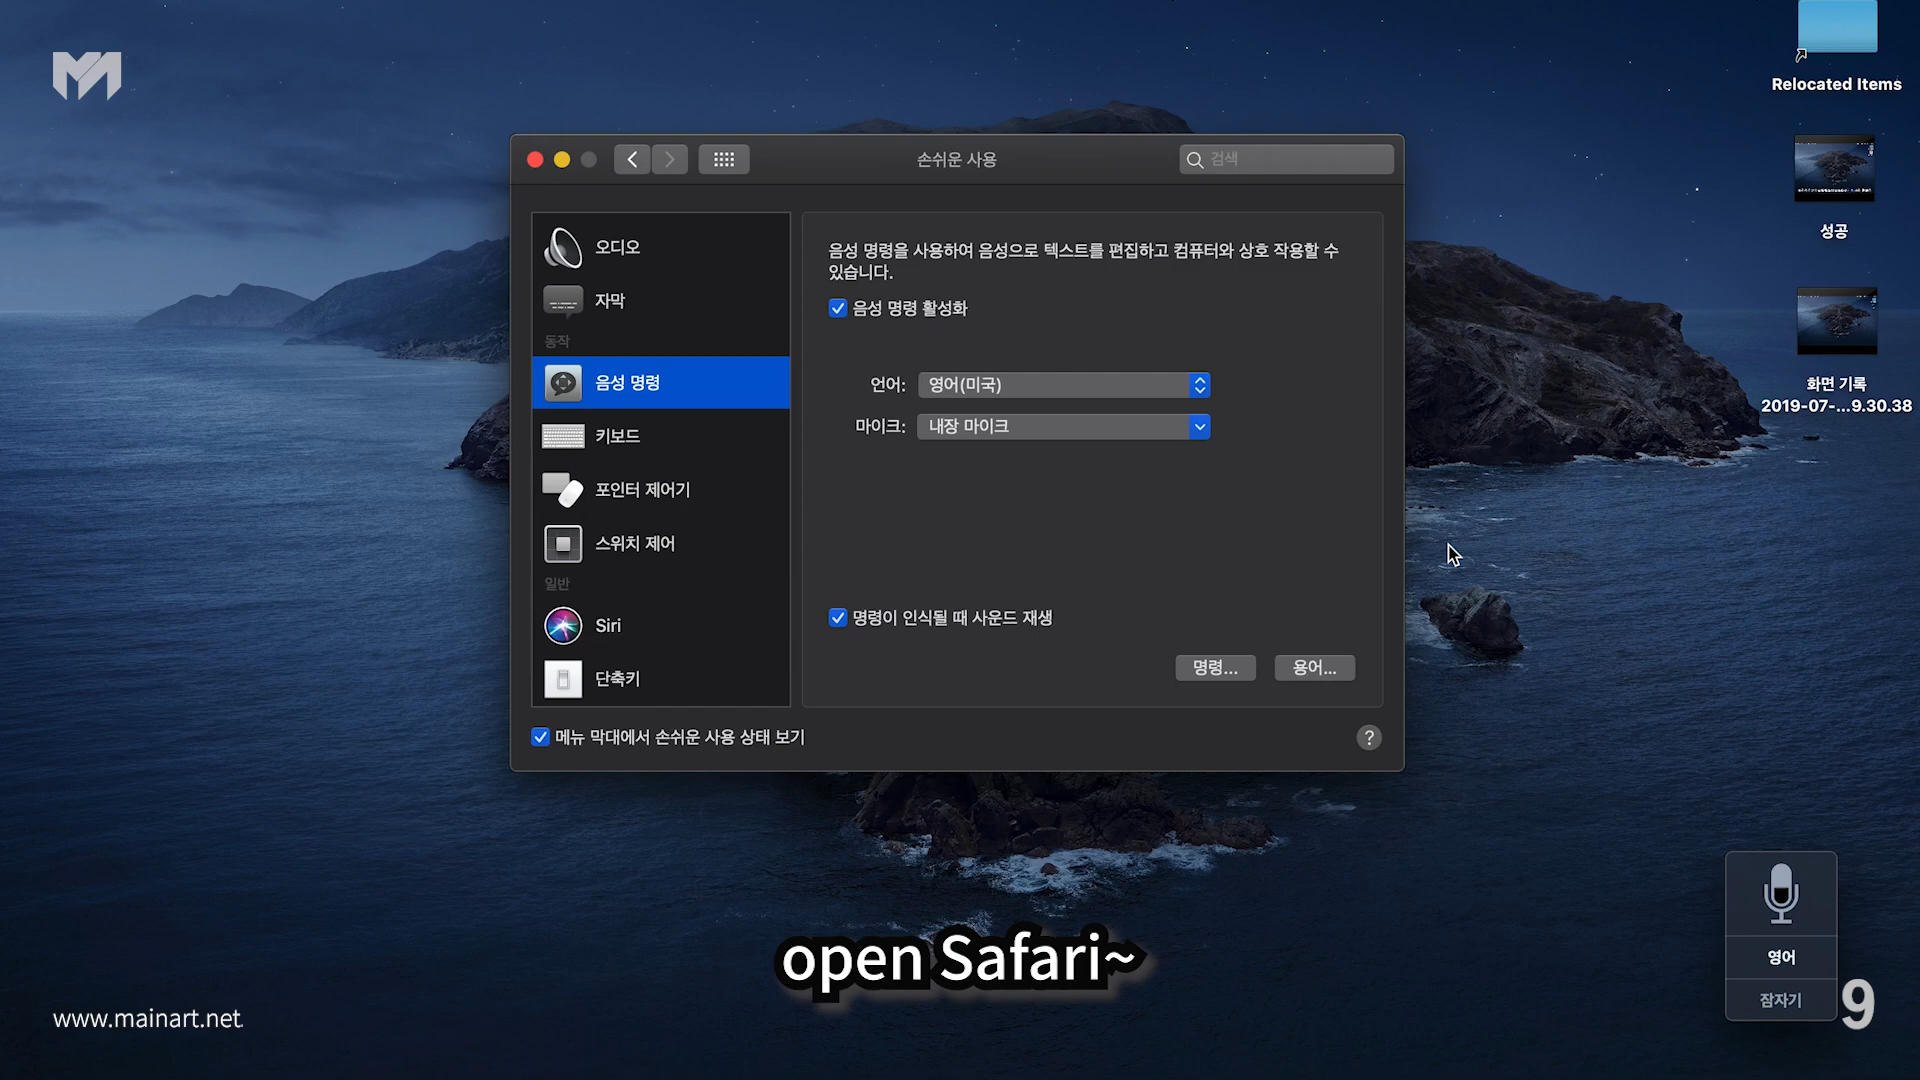 Relocated Items
성공
화면 기록
2019-07-...9.30.38
손쉬운 사용
검색
오디오
자막
동작
음성 명령
키보드
포인터 제어기
스위치 제어
일반
Siri
단축키
음성 명령을 사용하여 음성으로 텍스트를 편집하고 컴퓨터와 상호 작용할 수
있습니다.
음성 명령 활성화
언어: 영어(미국)
마이크: 내장 마이크
명령이 인식될 때 사운드 재생
명령... 용어...
메뉴 막대에서 손쉬운 사용 상태 보기
?
open Safari~
영어
잠자기
9
www.mainart.net